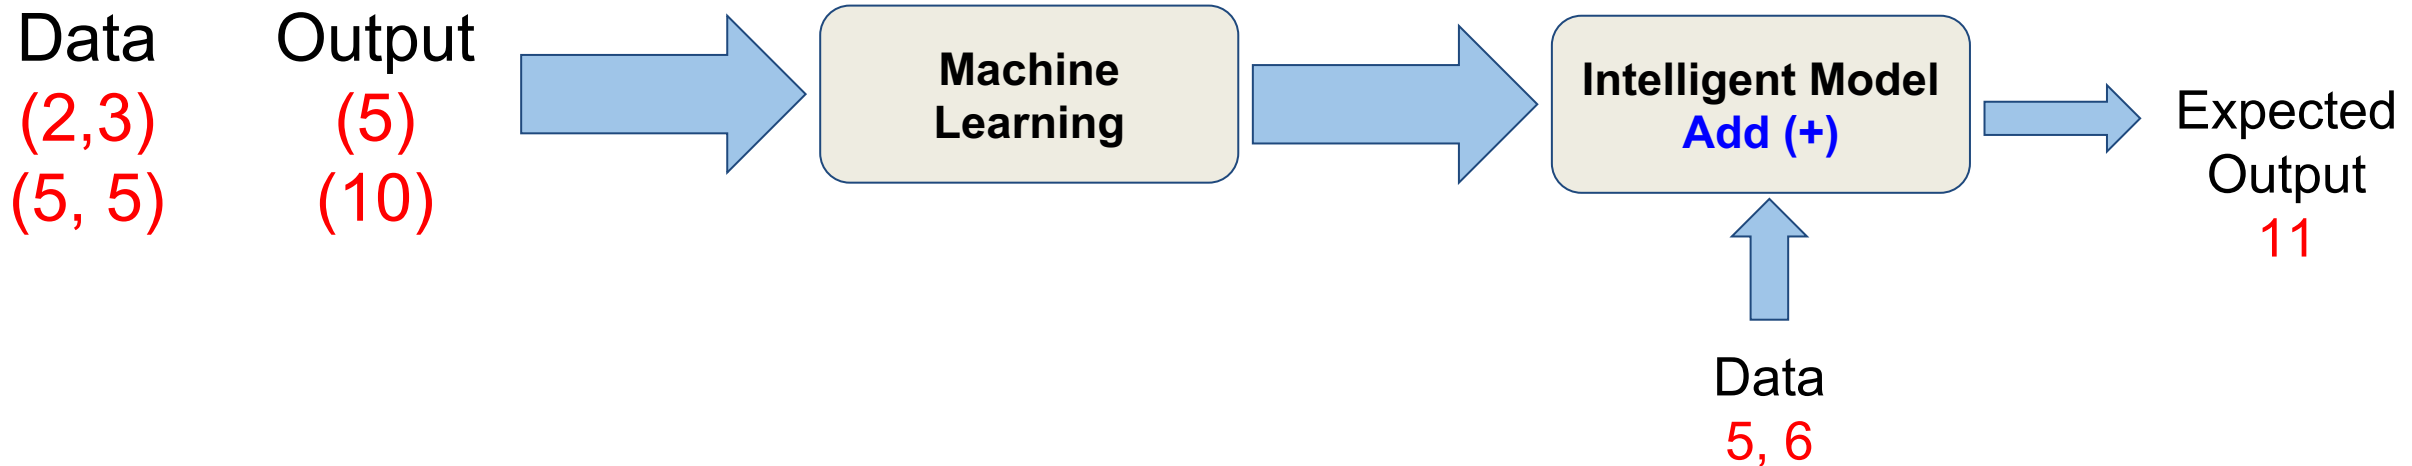 Data Output
(2,3) (5)
(5, 5) (10)
Machine
Learning
Intelligent Model
Add (+)
Expected
Output
11
Data
5, 6